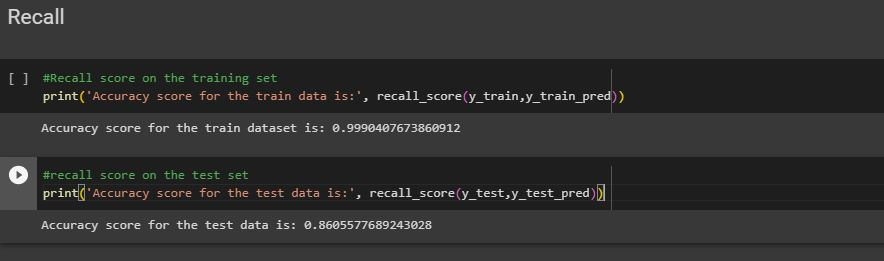 Recall
[ ] #Recall score on the training set
print('Accuracy score for the train data is:', recall_score(y_train,y_train_pred))
Accuracy score for the train dataset is: 0.9990407673860912
#recall score on the test set
print('Accuracy score for the test data is:', recall_score(y_test,y_test_pred))
Accuracy score for the test data is: 0.8605577689243028